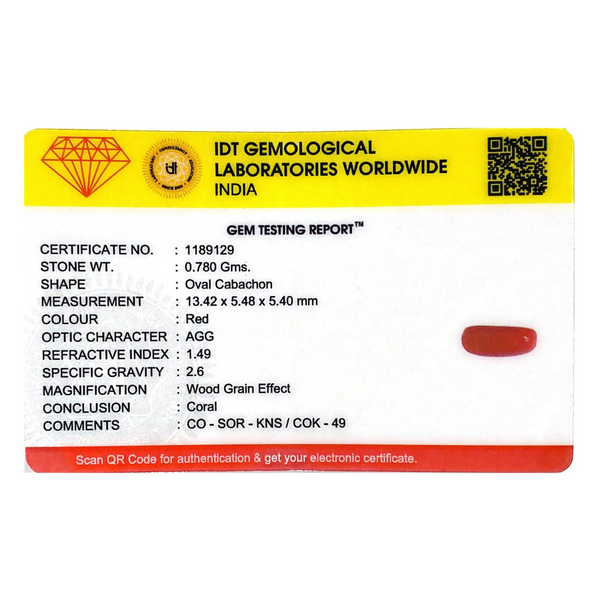 IDT GEMOLOGICAL
LABORATORIES WORLDWIDE
INDIA
GEM TESTING REPORT™
CERTIFICATE NO. : 1189129
STONE WT. : 0.780 Gms.
SHAPE : Oval Cabachon
MEASUREMENT : 13.42 x 5.48 x 5.40 mm
COLOUR : Red
OPTIC CHARACTER : AGG
REFRACTIVE INDEX : 1.49
SPECIFIC GRAVITY : 2.6
MAGNIFICATION : Wood Grain Effect
CONCLUSION : Coral
COMMENTS : CO - SOR - KNS / COK - 49
Scan QR Code for authentication & get your electronic certificate.